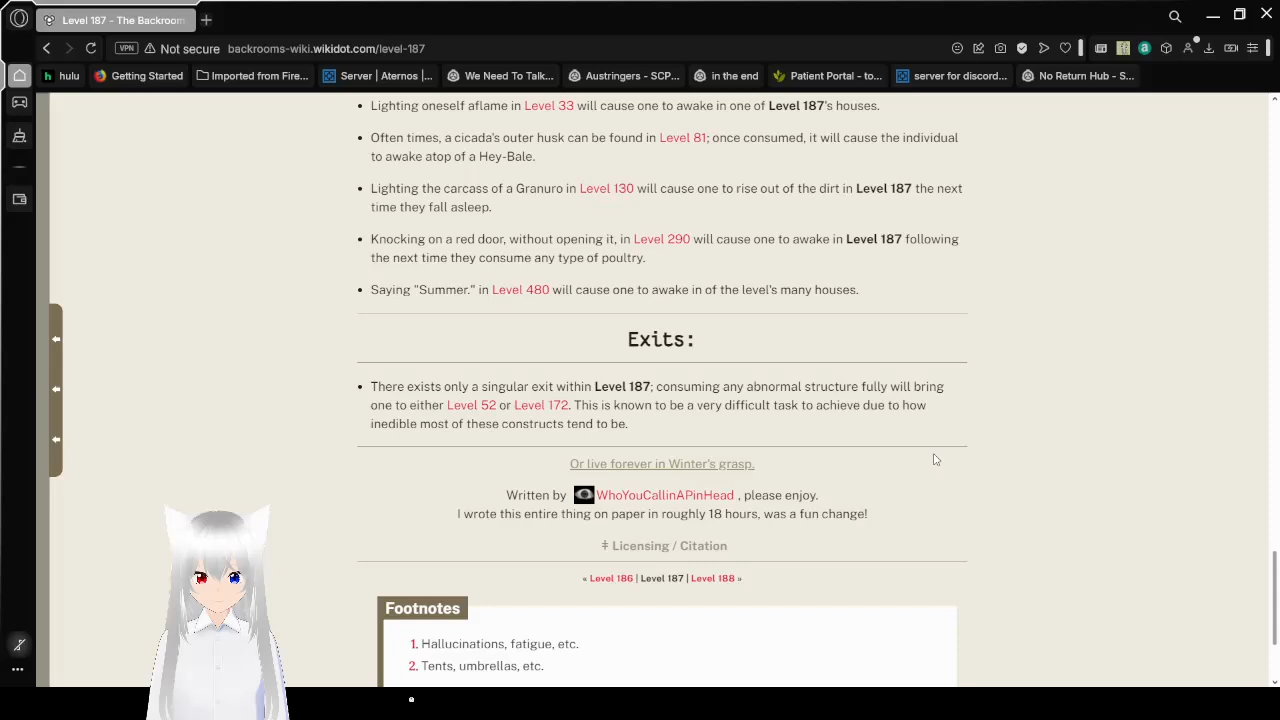 Level 187 - The Backroom
VPN Not secure backrooms-wiki.wikidot.com/level-187
hulu Getting Started Imported from Fire... Server | Aternos |... We Need To Talk... Austringers - SCP... in the end Patient Portal - to... server for discord... No Return Hub - S...
Lighting oneself aflame in Level 33 will cause one to awake in one of Level 187's houses.
Often times, a cicada's outer husk can be found in Level 81; once consumed, it will cause the individual
to awake atop of a Hey-Bale.
Lighting the carcass of a Granuro in Level 130 will cause one to rise out of the dirt in Level 187 the next
time they fall asleep.
Knocking on a red door, without opening it, in Level 290 will cause one to awake in Level 187 following
the next time they consume any type of poultry.
Saying "Summer." in Level 480 will cause one to awake in of the level's many houses.
Exits:
There exists only a singular exit within Level 187; consuming any abnormal structure fully will bring
one to either Level 52 or Level 172. This is known to be a very difficult task to achieve due to how
inedible most of these constructs tend to be.
Or live forever in Winter's grasp.
Written by WhoYouCallinAPinHead , please enjoy.
I wrote this entire thing on paper in roughly 18 hours, was a fun change!
‡ Licensing / Citation
« Level 186 | Level 187 | Level 188 »
Footnotes
1. Hallucinations, fatigue, etc.
2. Tents, umbrellas, etc.